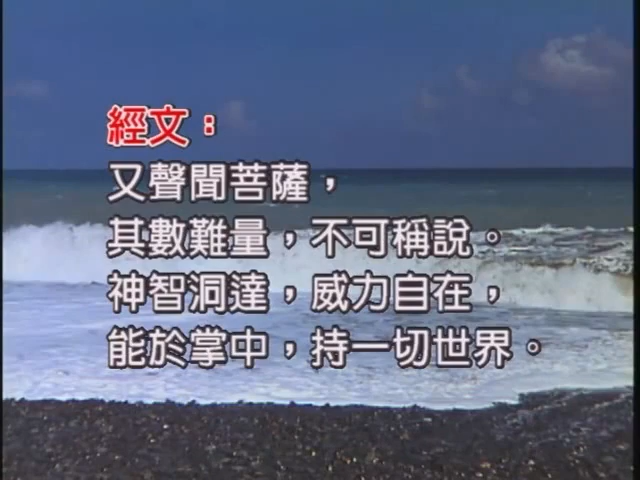 經文：
又聲聞菩薩，
其數難量，不可稱說。
神智洞達，威力自在，
能於掌中，持一切世界。